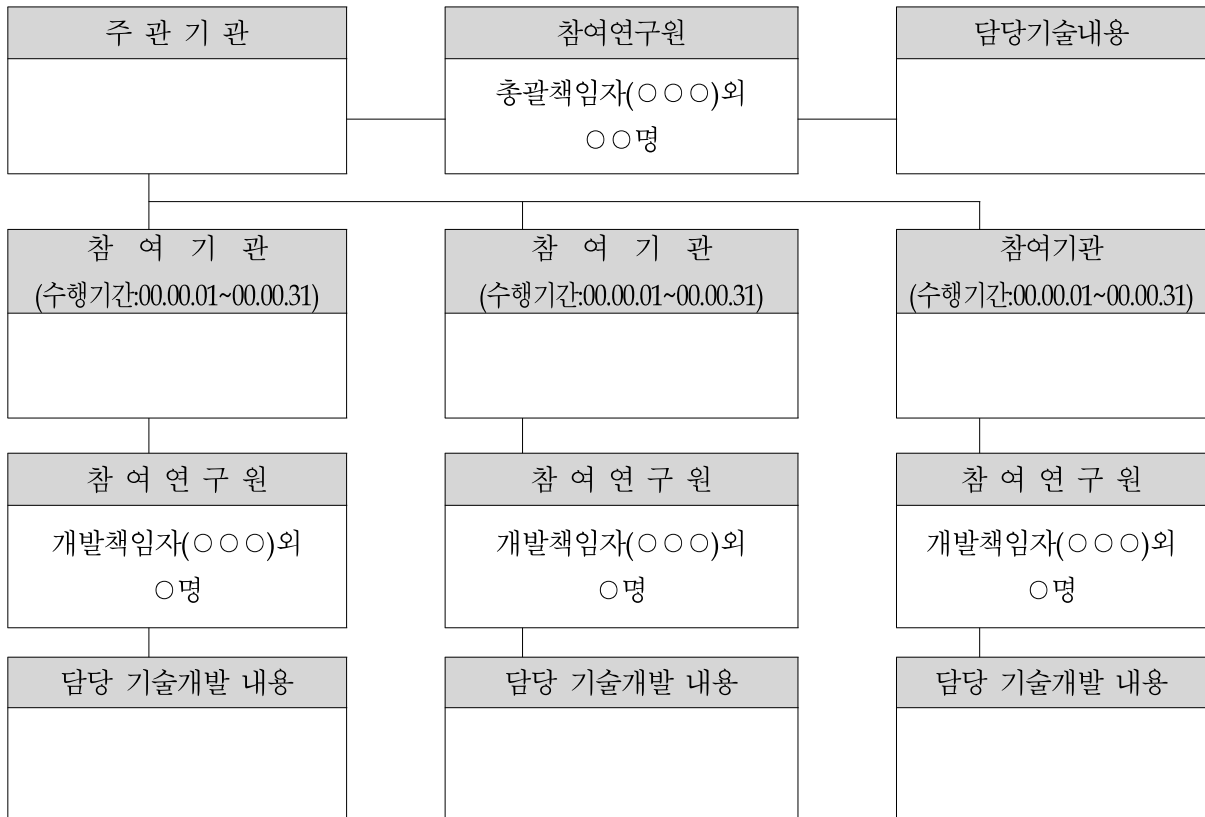 주 관 기 관
참여연구원
담당기술내용
총괄책임자(○○○)외
○○명
참 여 기 관
(수행기간:00.00.01~00.00.31)
참 여 기 관
(수행기간:00.00.01~00.00.31)
참여기관
(수행기간:00.00.01~00.00.31)
참 여 연 구 원
참 여 연 구 원
참 여 연 구 원
개발책임자(○○○)외
○명
개발책임자(○○○)외
○명
개발책임자(○○○)외
○명
담당 기술개발 내용
담당 기술개발 내용
담당 기술개발 내용